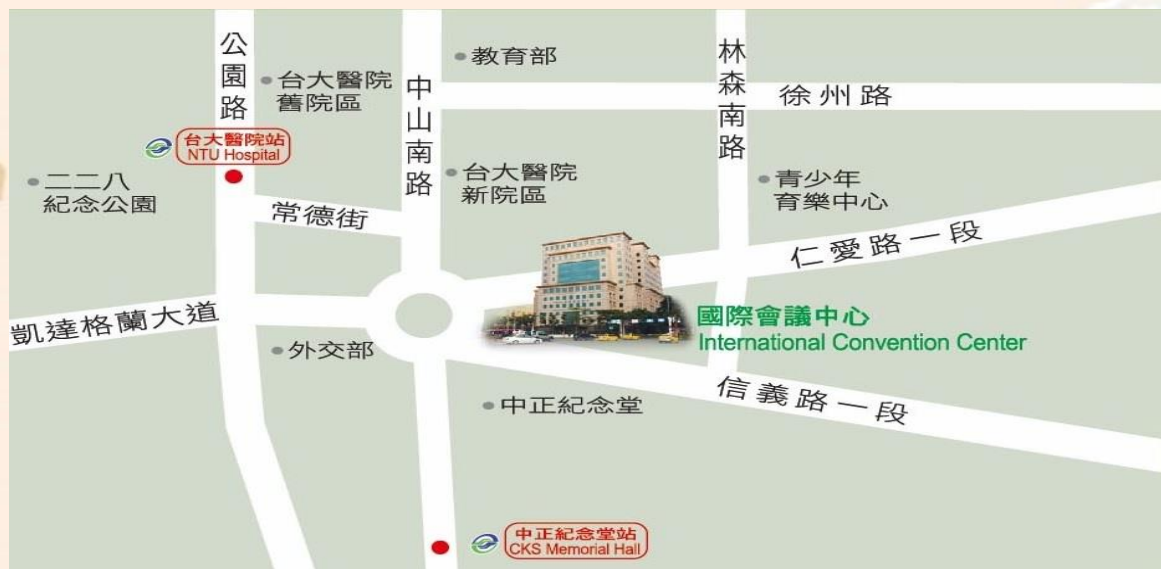 公園路
台大醫院
舊院區
中山南路
教育部
林森南路
徐州路
台大醫院站
NTU Hospital
二二八
紀念公園
常德街
台大醫院
新院區
青少年
育樂中心
仁愛路一段
凱達格蘭大道
外交部
國際會議中心
International Convention Center
信義路一段
中正紀念堂
中正紀念堂站
CKS Memorial Hall